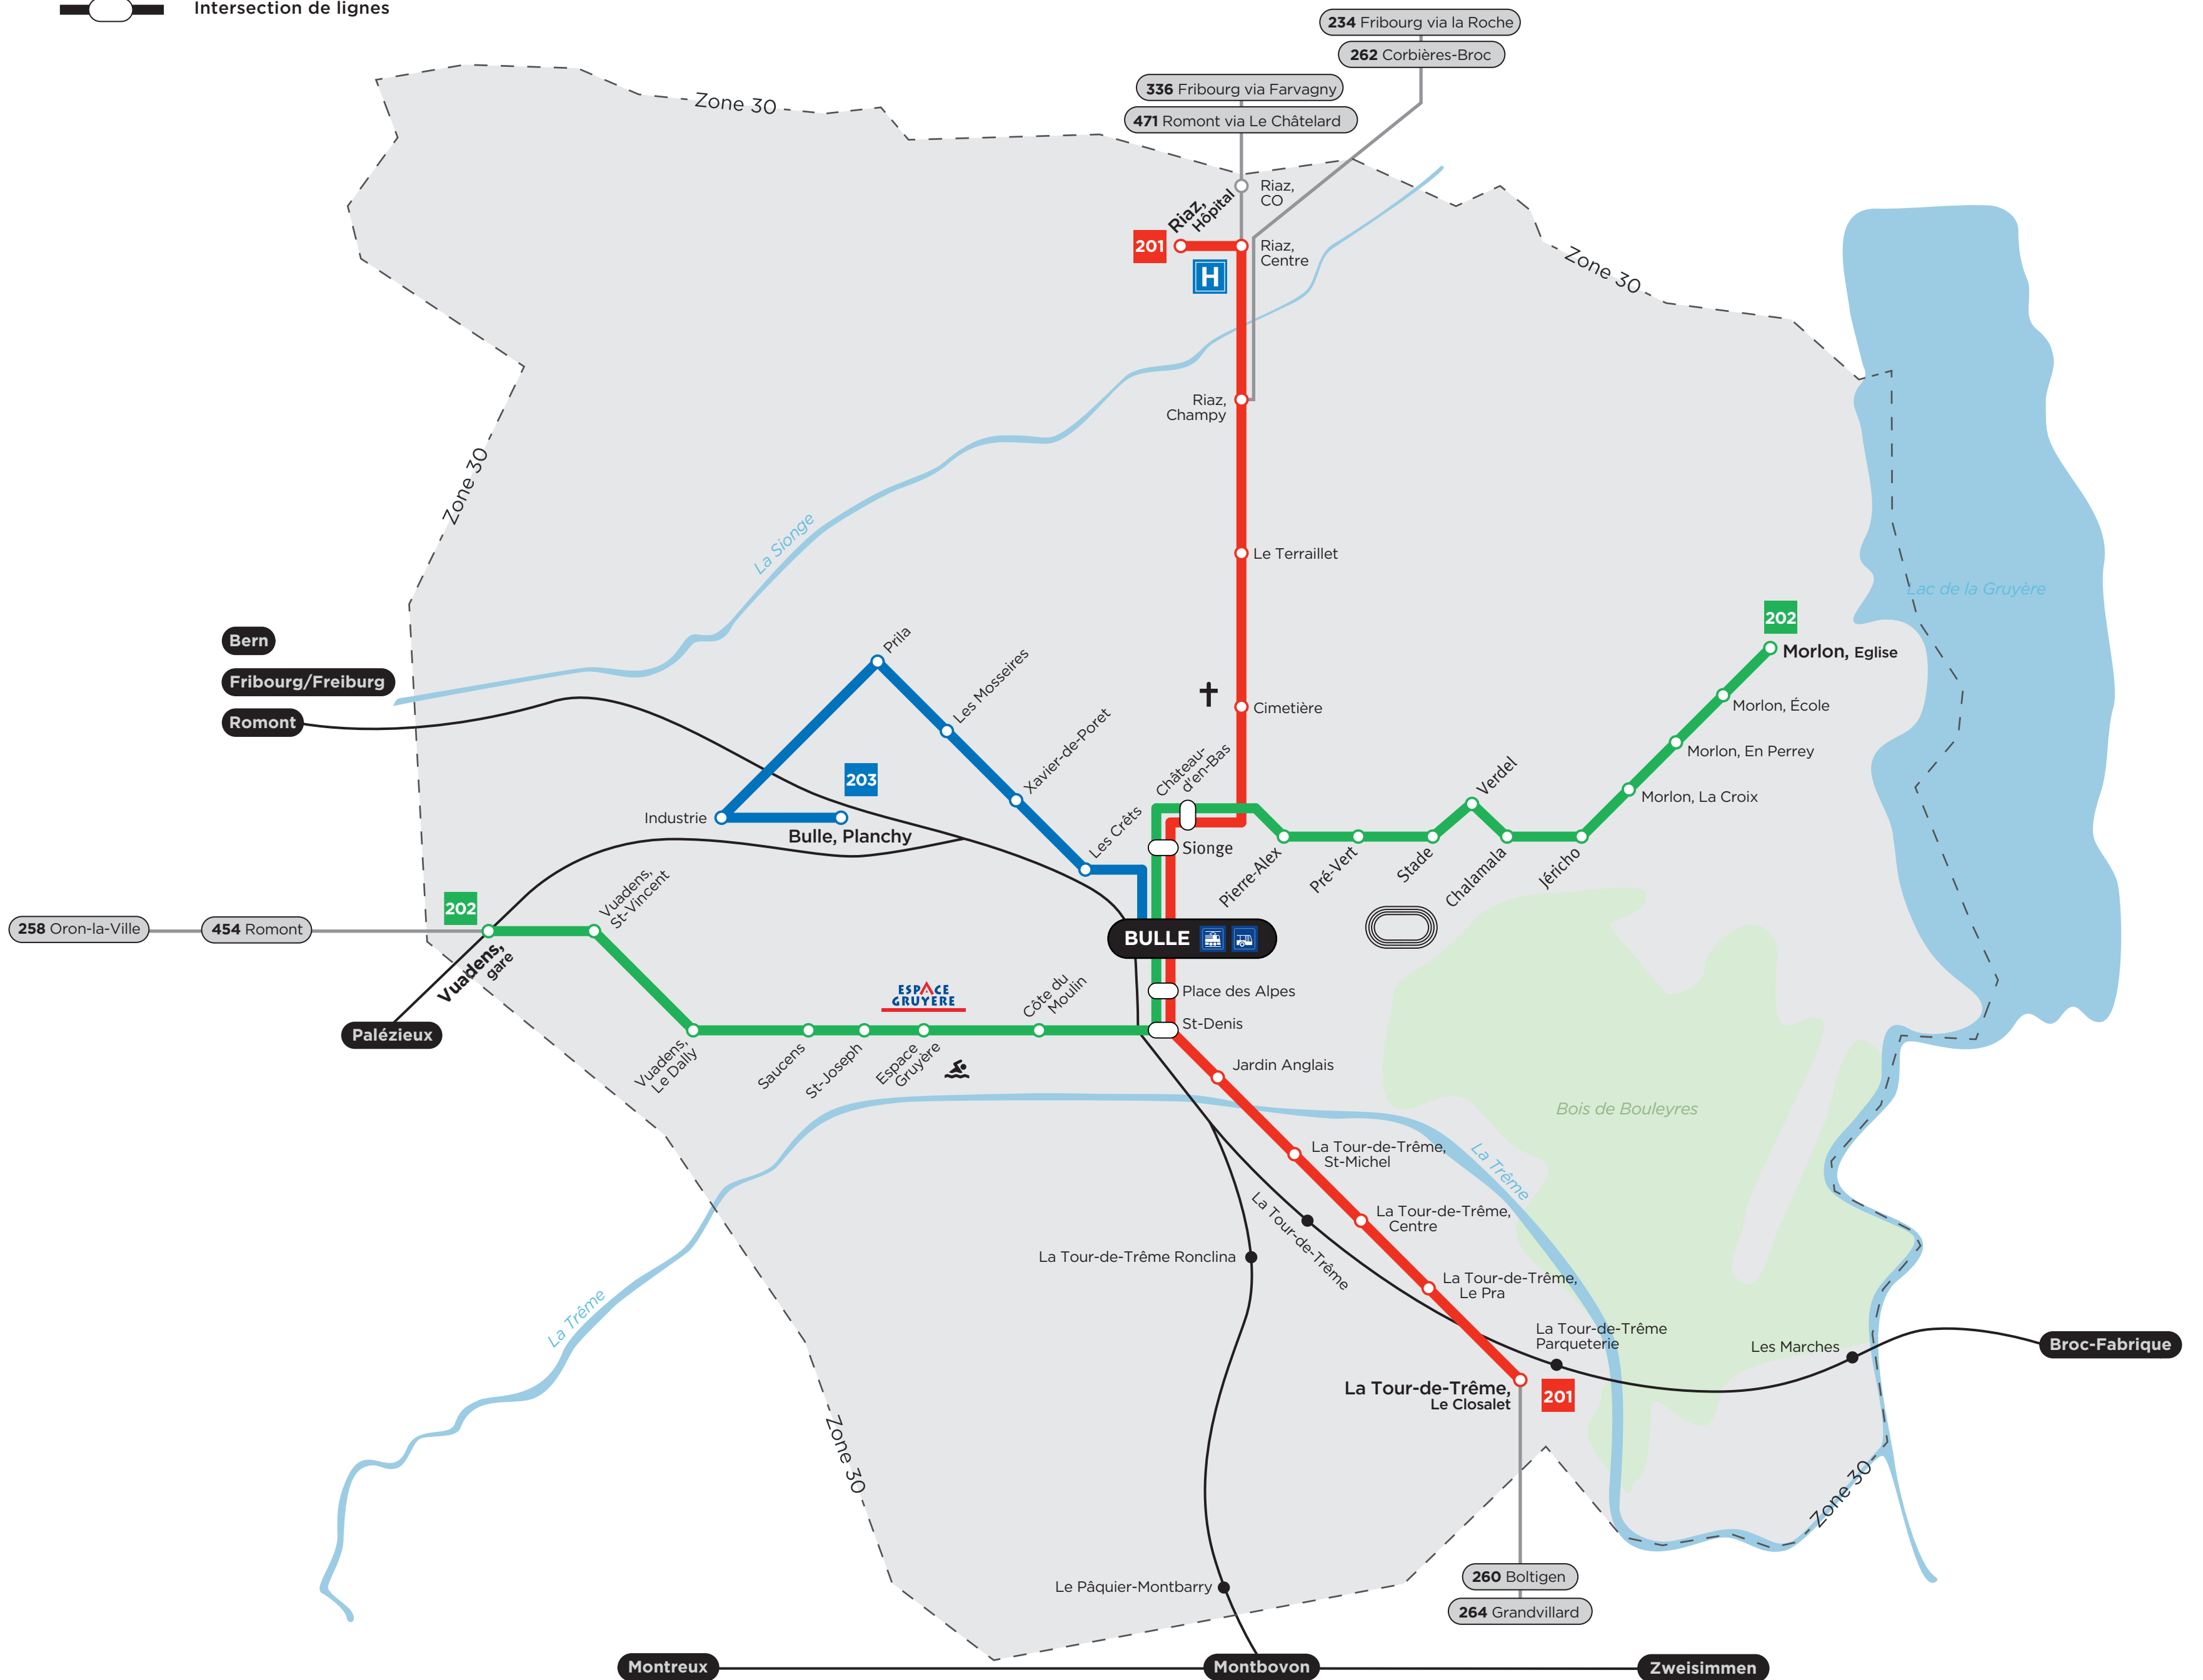 Intersection de lignes
234 Fribourg via la Roche
262 Corbières-Broc
336 Fribourg via Farvagny
471 Romont via Le Châtelard
Zone 30
Riaz,
CO
Riaz,
Hôpital
201
H
Riaz,
Centre
Zone 30
Riaz,
Champy
Zone 30
La Sionge
Le Terraillet
Lac de la Gruyère
202
Morlon, Eglise
Bern
Fribourg/Freiburg
Romont
Prila
Les Mosseires
Xavier-de-Poret
Cimetière
Morlon, École
Morlon, En Perrey
Morlon, La Croix
203
Industrie
Bulle, Planchy
Les Crêts
Château-
d'en-Bas
Sionge
Verdel
Pierre-Alex
Pré-Vert
Stade
Chalamala
Jéricho
202
Vuadens,
St-Vincent
258 Oron-la-Ville
454 Romont
Vuadens,
gare
BULLE
ESPACE
GRUYERE
Côte du
Moulin
Place des Alpes
St-Denis
Palézieux
Vuadens,
Le Dally
Saucens
St-Joseph
Espace
Gruyère
Jardin Anglais
Bois de Bouleyres
La Tour-de-Trême,
St-Michel
La Trême
La Tour-de-Trême,
Centre
La Tour-de-Trême
La Tour-de-Trême Ronclina
La Tour-de-Trême,
Le Pra
La Trême
La Tour-de-Trême
Parqueterie
Les Marches
Broc-Fabrique
La Tour-de-Trême,
Le Closalet
201
Zone 30
Zone 30
260 Boltigen
264 Grandvillard
Le Pâquier-Montbarry
Montreux
Montbovon
Zweisimmen